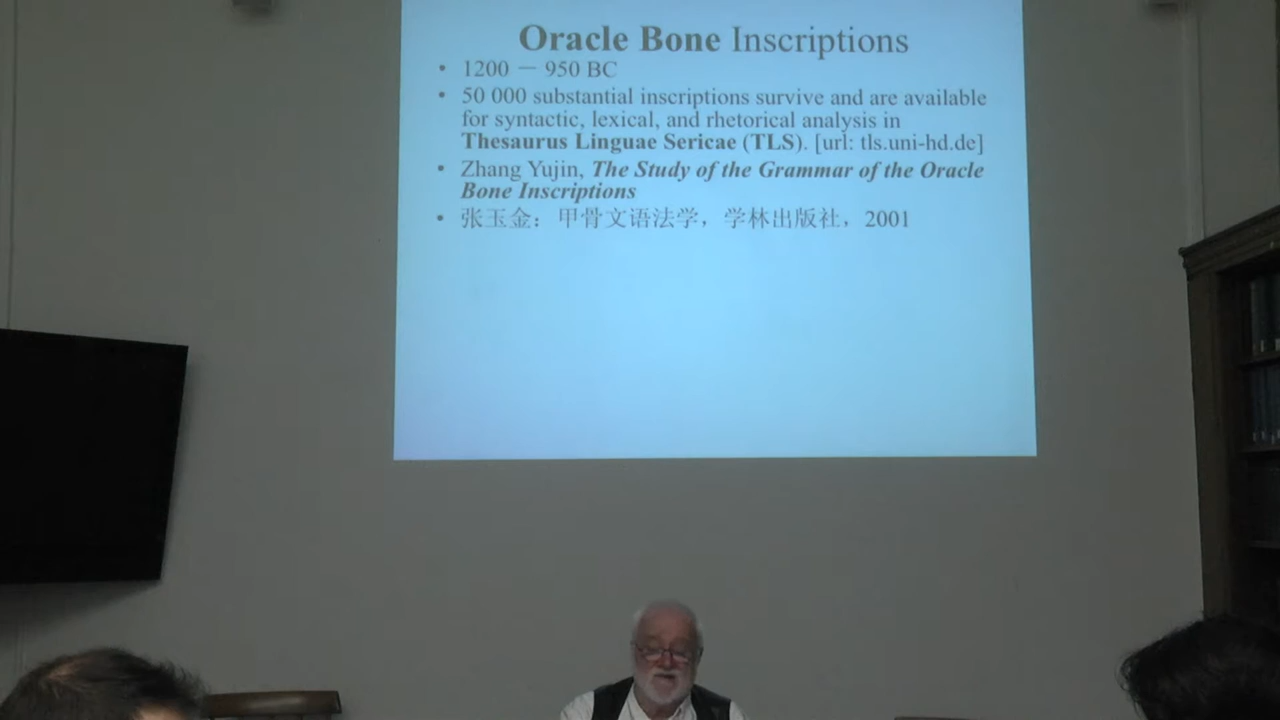 Oracle Bone Inscriptions
• 1200 — 950 BC
• 50 000 substantial inscriptions survive and are available
for syntactic, lexical, and rhetorical analysis in
Thesaurus Linguae Sericae (TLS). [url: tls.uni-hd.de]
• Zhang Yujin, The Study of the Grammar of the Oracle
Bone Inscriptions
• 张玉金：甲骨文语法学，学林出版社，2001